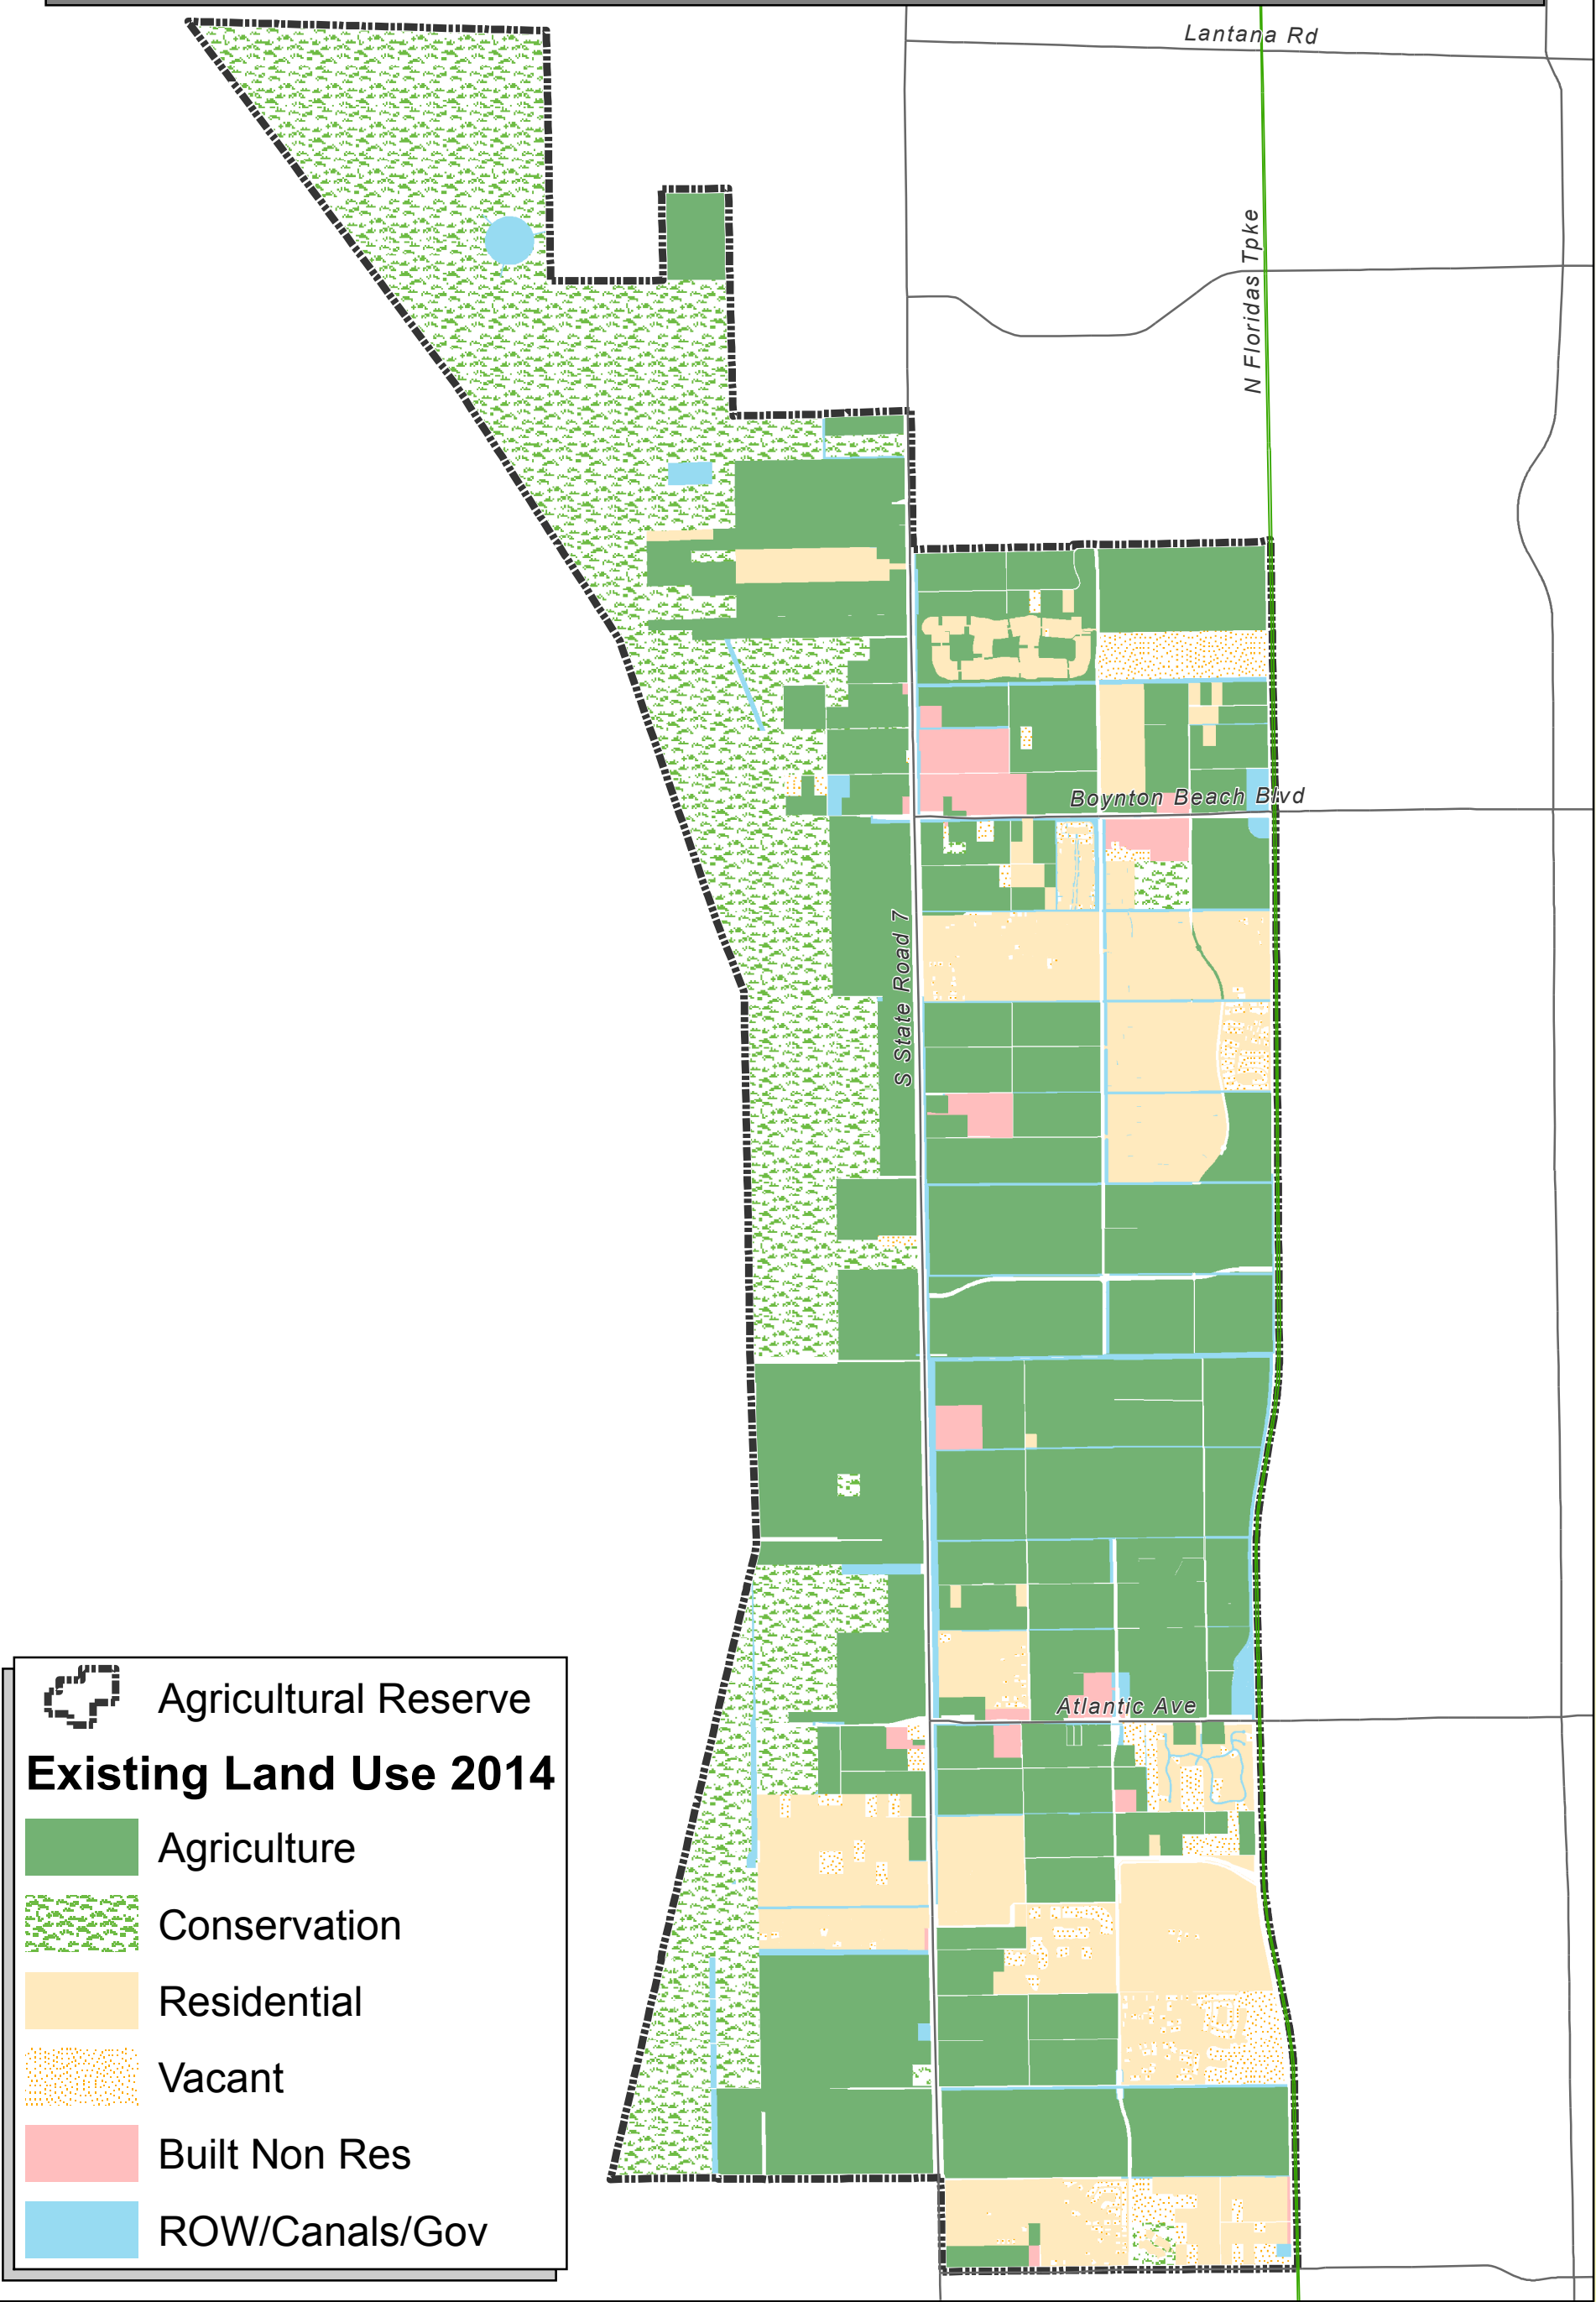 Lantana Rd
N Floridas Tpke
Boynton Beach Blvd
S State Road 7
Atlantic Ave
Agricultural Reserve
Existing Land Use 2014
Agriculture
Conservation
Residential
Vacant
Built Non Res
ROW/Canals/Gov